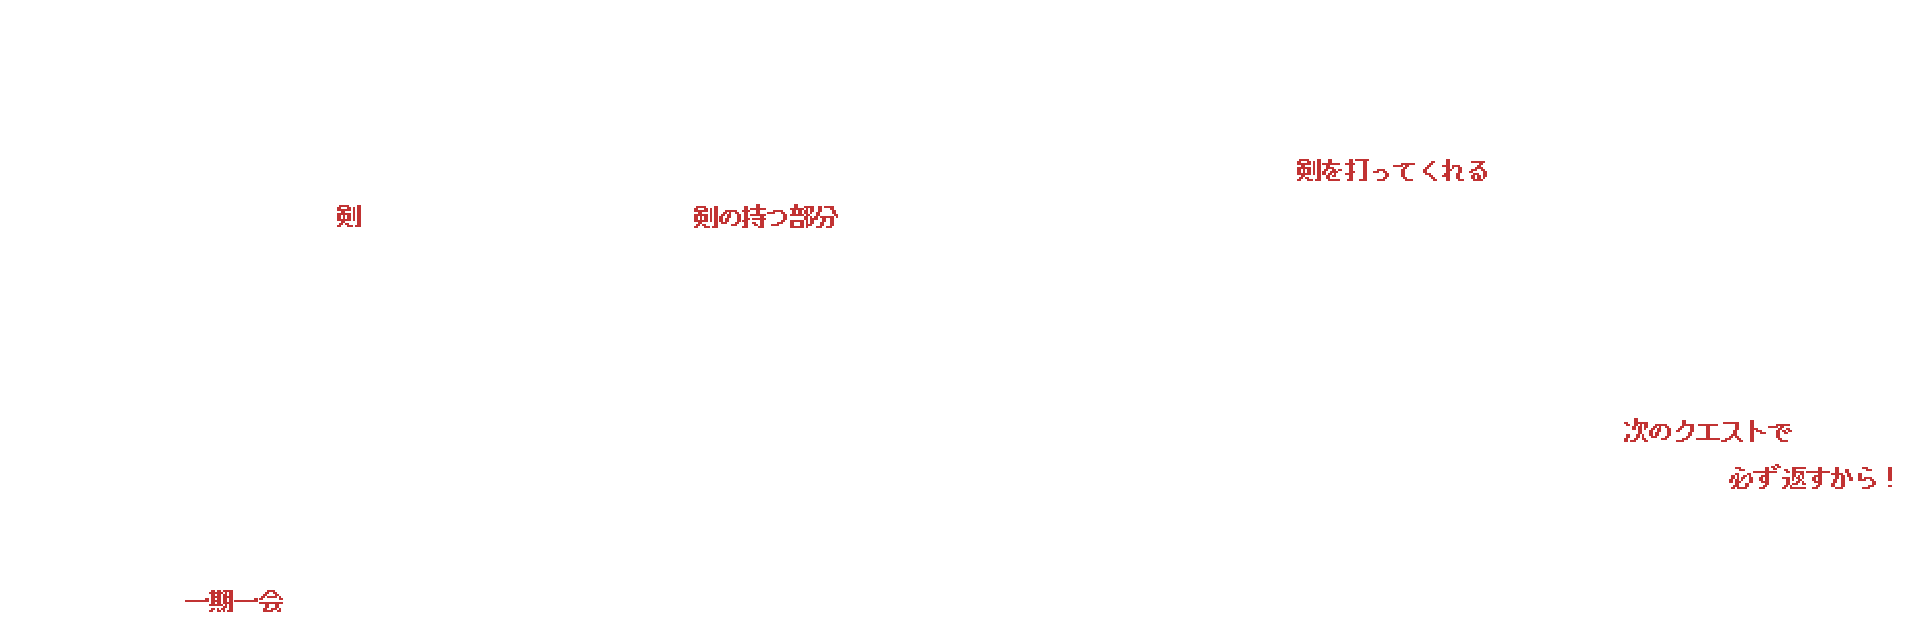 剣を打ってくれる
剣
剣の持つ部分
次のクエストで
必ず返すから！
一期一会